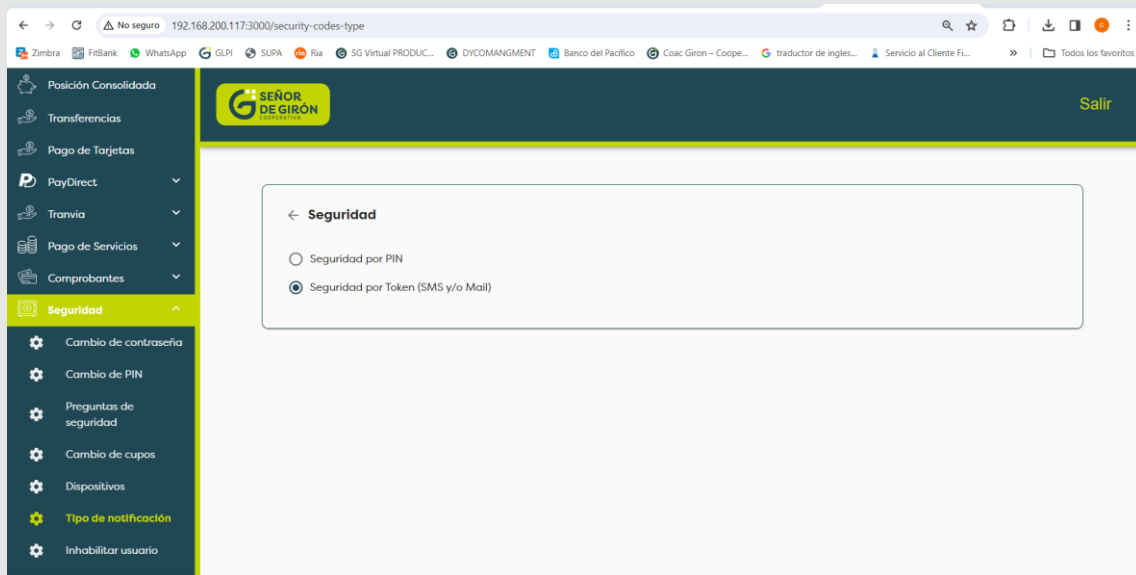 No seguro
192.168.200.117:3000/security-codes-type
Zimbra
FitBank
WhatsApp
GLPI
SUPA
Ria
SG Virtual PRODUC...
DYCOMANGMENT
Banco del Pacífico
Coac Giron – Coope...
traductor de ingles...
Servicio al Cliente Fi...
»
Todos los favoritos
Posición Consolidada
Transferencias
Pago de Tarjetas
PayDirect
Tranvia
Pago de Servicios
Comprobantes
Seguridad
Cambio de contraseña
Cambio de PIN
Preguntas de
seguridad
Cambio de cupos
Dispositivos
Tipo de notificación
Inhabilitar usuario
SEÑOR
DE GIRÓN
COOPERATIVA
Salir
Seguridad
Seguridad por PIN
Seguridad por Token (SMS y/o Mail)